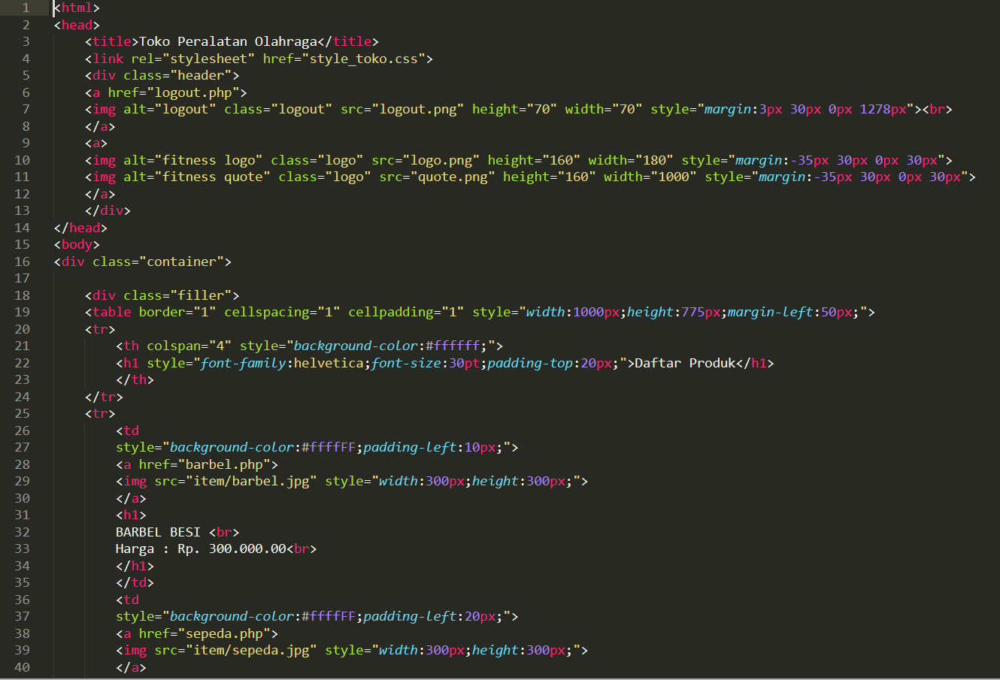 1 <html>
2 <head>
3 <title>Toko Peralatan Olahraga</title>
4 <link rel="stylesheet" href="style_toko.css">
5 <div class="header">
6 <a href="logout.php">
7 <img alt="logout" class="logout" src="logout.png" height="70" width="70" style="margin:3px 30px 0px 1278px"><br>
8 </a>
9 <a>
10 <img alt="fitness logo" class="logo" src="logo.png" height="160" width="180" style="margin:-35px 30px 0px 30px">
11 <img alt="fitness quote" class="logo" src="quote.png" height="160" width="1000" style="margin:-35px 30px 0px 30px">
12 </a>
13 </div>
14 </head>
15 <body>
16 <div class="container">
17
18 <div class="filler">
19 <table border="1" cellspacing="1" cellpadding="1" style="width:1000px;height:775px;margin-left:50px;">
20 <tr>
21 <th colspan="4" style="background-color:#ffffff;">
22 <h1 style="font-family:helvetica;font-size:30pt;padding-top:20px;">Daftar Produk</h1>
23 </th>
24 </tr>
25 <tr>
26 <td
27 style="background-color:#ffffFF;padding-left:10px;">
28 <a href="barbel.php">
29 <img src="item/barbel.jpg" style="width:300px;height:300px;">
30 </a>
31 <h1>
32 BARBEL BESI <br>
33 Harga : Rp. 300.000.00<br>
34 </h1>
35 </td>
36 <td
37 style="background-color:#ffffFF;padding-left:20px;">
38 <a href="sepeda.php">
39 <img src="item/sepeda.jpg" style="width:300px;height:300px;">
40 </a>